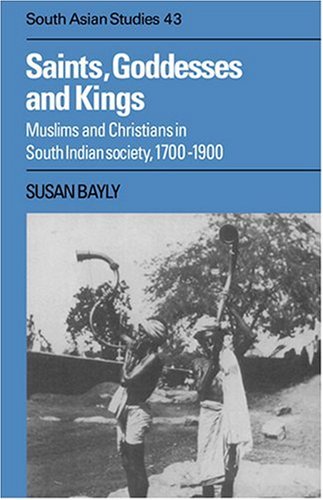 South Asian Studies 43
Saints, Goddesses
and Kings
Muslims and Christians in
South Indian society, 1700-1900
SUSAN BAYLY